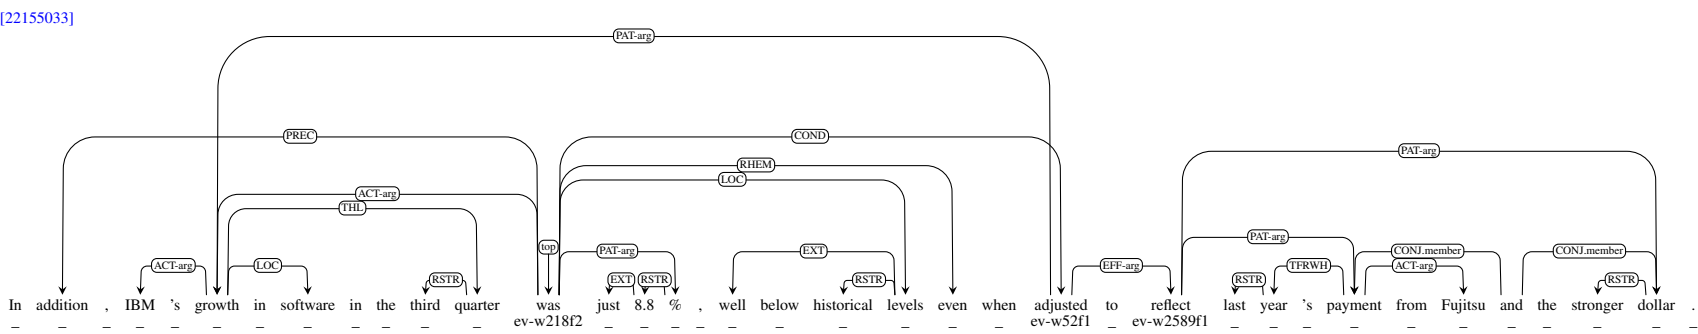 [22155033]
PAT-arg
PREC COND
PAT-arg
RHEM
LOC
ACT-arg
THL
PAT-arg
top PAT-arg EXT CONJ.member CONJ.member
ACT-arg LOC EFF-arg TFRWH ACT-arg
RSTR EXT RSTR RSTR RSTR RSTR
In addition , IBM 's growth in software in the third quarter was just 8.8 % , well below historical levels even when adjusted to reflect last year 's payment from Fujitsu and the stronger dollar .
_ _ _ _ _ _ _ _ _ _ _ _ ev-w218f2 _ _ _ _ _ _ _ _ _ _ ev-w52f1 _ ev-w2589f1 _ _ _ _ _ _ _ _ _ _ _